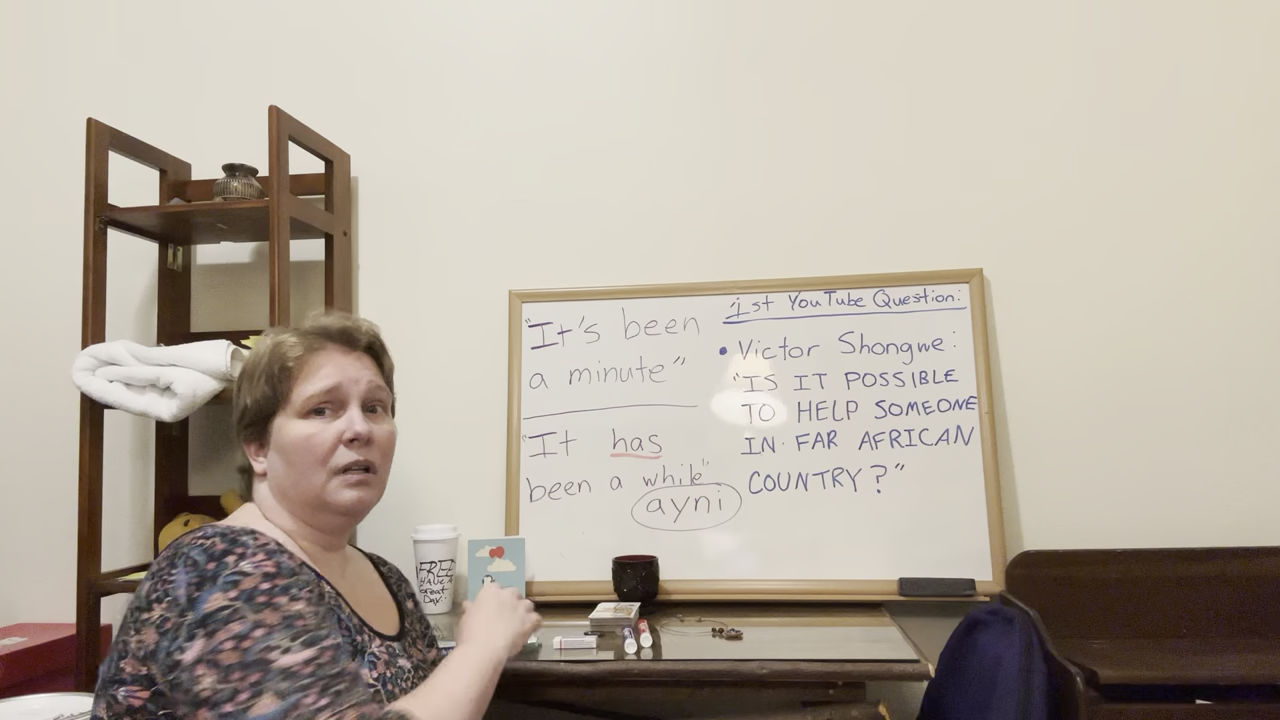 "It's been
a minute"
"It has
been a while"
ayni
1st YouTube Question:
• Victor Shongwe:
"IS IT POSSIBLE
TO HELP SOMEONE
IN FAR AFRICAN
COUNTRY?"
FREE
HAVE A
Great
Day